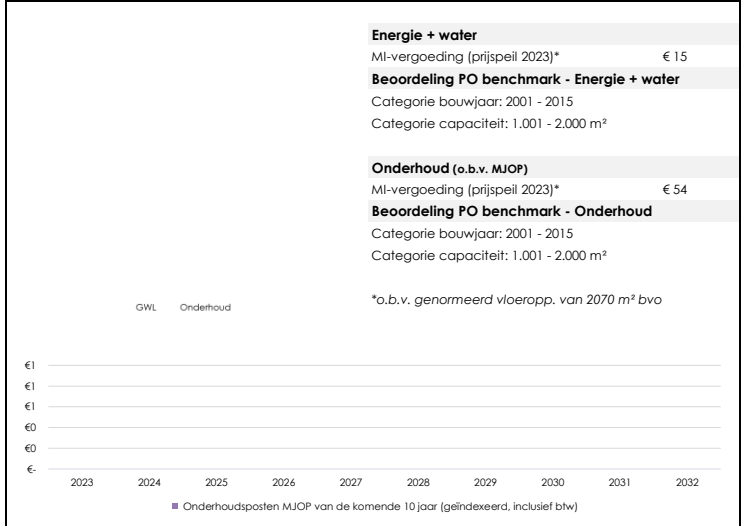 Energie + water
MI-vergoeding (prijspeil 2023)* € 15
Beoordeling PO benchmark - Energie + water
Categorie bouwjaar: 2001 - 2015
Categorie capaciteit: 1.001 - 2.000 m²
Onderhoud (o.b.v. MJOP)
MI-vergoeding (prijspeil 2023)* € 54
Beoordeling PO benchmark - Onderhoud
Categorie bouwjaar: 2001 - 2015
Categorie capaciteit: 1.001 - 2.000 m²
*o.b.v. genormeerd vloeropp. van 2070 m² bvo
GWL Onderhoud
€1
€1
€1
€0
€0
€-
2023 2024 2025 2026 2027 2028 2029 2030 2031 2032
Onderhoudsposten MJOP van de komende 10 jaar (geïndexeerd, inclusief btw)